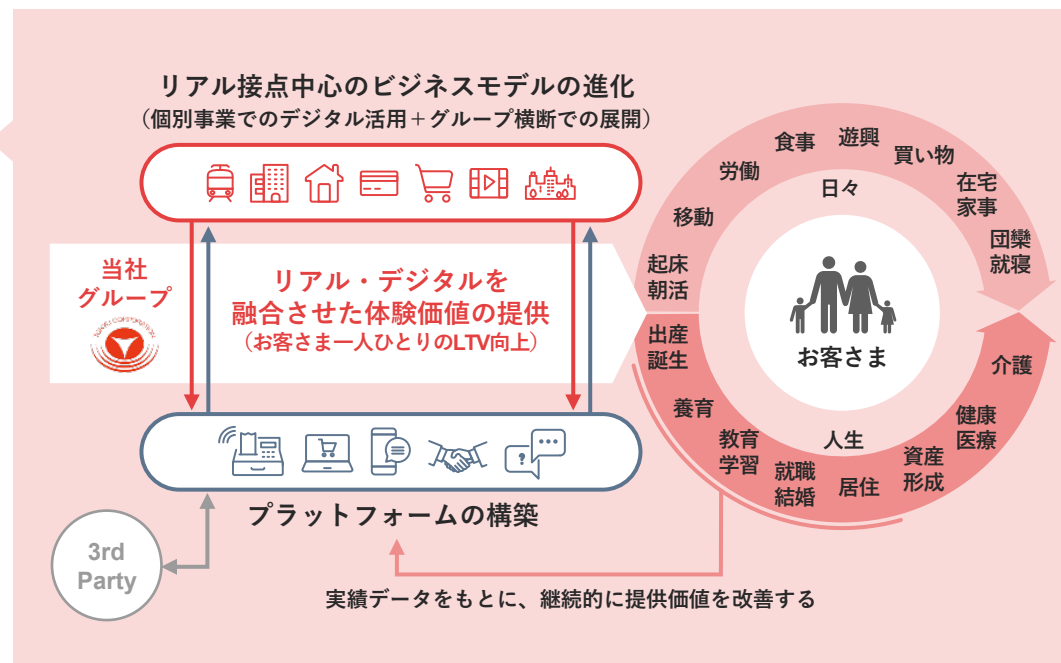 リアル接点中心のビジネスモデルの進化
（個別事業でのデジタル活用＋グループ横断での展開）
当社
グループ
リアル・デジタルを
融合させた体験価値の提供
（お客さま一人ひとりのLTV向上）
プラットフォームの構築
3rd
Party
実績データをもとに、継続的に提供価値を改善する
日々
起床
朝活
移動
労働
食事
遊興
買い物
在宅
家事
団欒
就寝
お客さま
人生
出産
誕生
養育
教育
学習
就職
結婚
居住
資産
形成
健康
医療
介護